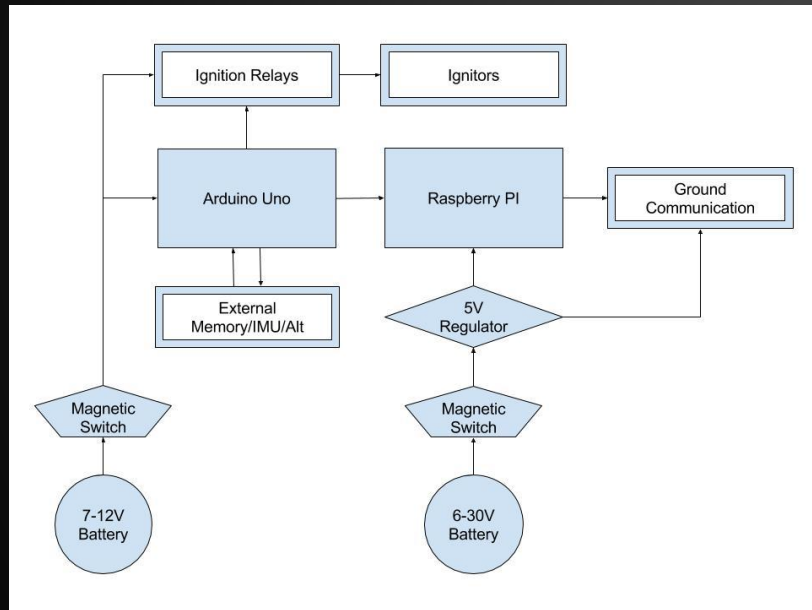 Ignition Relays
Ignitors
Arduino Uno
Raspberry PI
Ground
Communication
External
Memory/IMU/Alt
5V
Regulator
Magnetic
Switch
Magnetic
Switch
7-12V
Battery
6-30V
Battery